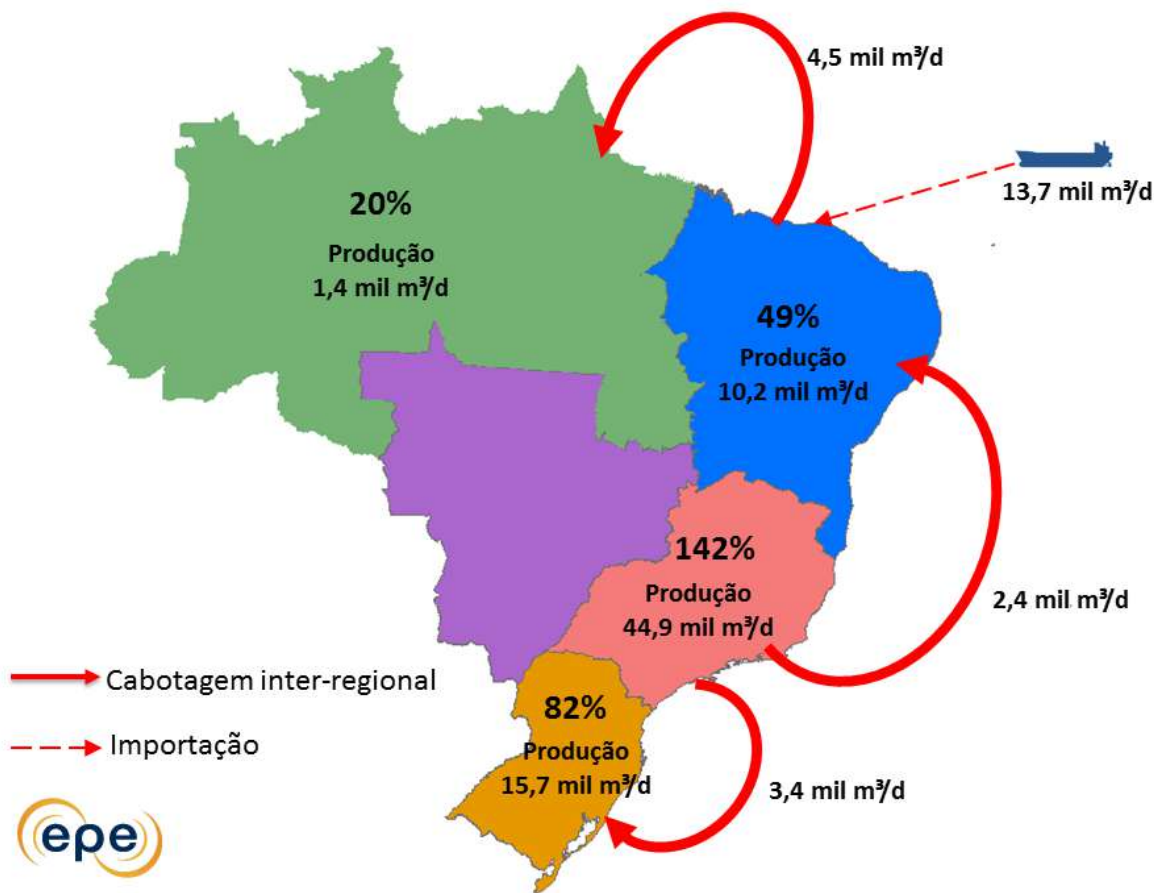 4,5 mil m³/d
13,7 mil m³/d
20%
Produção
1,4 mil m³/d
49%
Produção
10,2 mil m³/d
142%
Produção
44,9 mil m³/d
2,4 mil m³/d
Cabotagem inter-regional
82%
Importação
Produção
15,7 mil m³/d
3,4 mil m³/d
epe